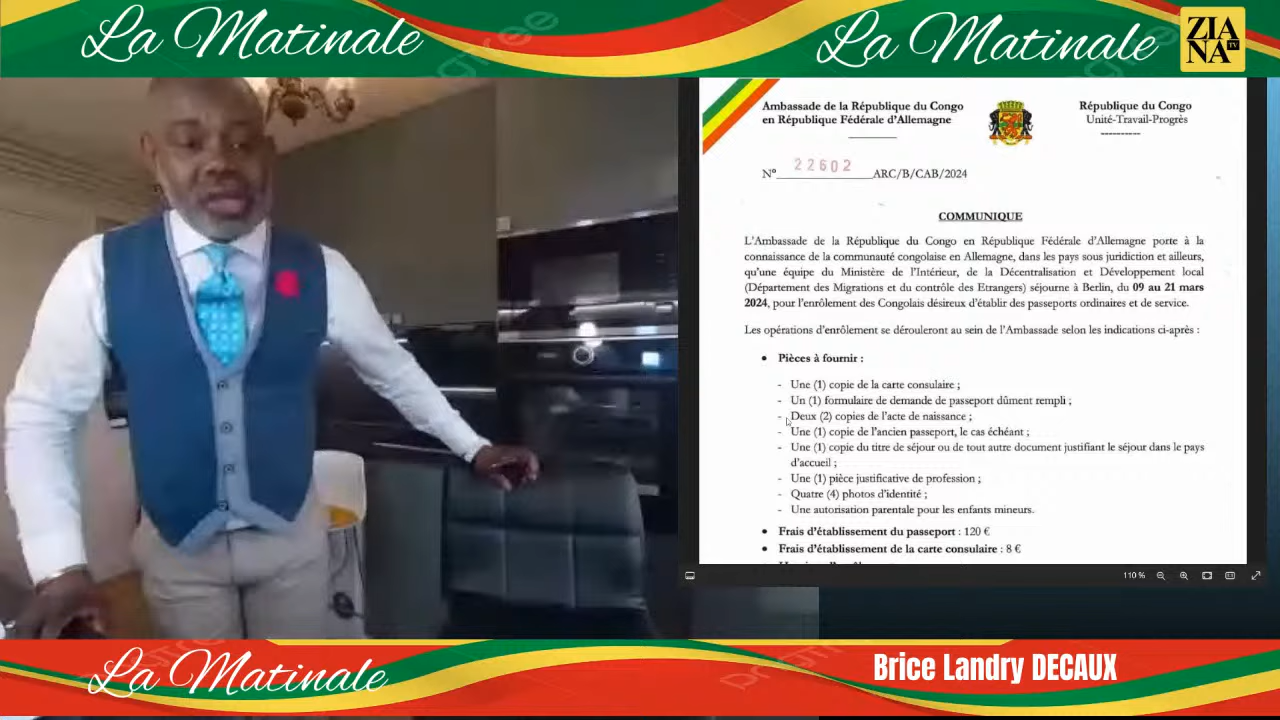 La Matinale
La Matinale
ZIA
NA TV
Ambassade de la République du Congo
en République Fédérale d'Allemagne
République du Congo
Unité-Travail-Progrès
N° 22602 ARC/B/CAB/2024
COMMUNIQUE
L'Ambassade de la République du Congo en République Fédérale d'Allemagne porte à la
connaissance de la communauté congolaise en Allemagne, dans les pays sous juridiction et ailleurs,
qu'une équipe du Ministère de l'Intérieur, de la Décentralisation et Développement local
(Département des Migrations et du contrôle des Etrangers) séjourne à Berlin, du 09 au 21 mars
2024, pour l'enrôlement des Congolais désireux d'établir des passeports ordinaires et de service.
Les opérations d'enrôlement se dérouleront au sein de l'Ambassade selon les indications ci-après :
• Pièces à fournir :
- Une (1) copie de la carte consulaire ;
- Un (1) formulaire de demande de passeport dûment rempli ;
- Deux (2) copies de l'acte de naissance ;
- Une (1) copie de l'ancien passeport, le cas échéant ;
- Une (1) copie du titre de séjour ou de tout autre document justifiant le séjour dans le pays
d'accueil ;
- Une (1) pièce justificative de profession ;
- Quatre (4) photos d'identité ;
- Une autorisation parentale pour les enfants mineurs.
• Frais d'établissement du passeport : 120 €
• Frais d'établissement de la carte consulaire : 8 €
110 %
La Matinale
Brice Landry DECAUX